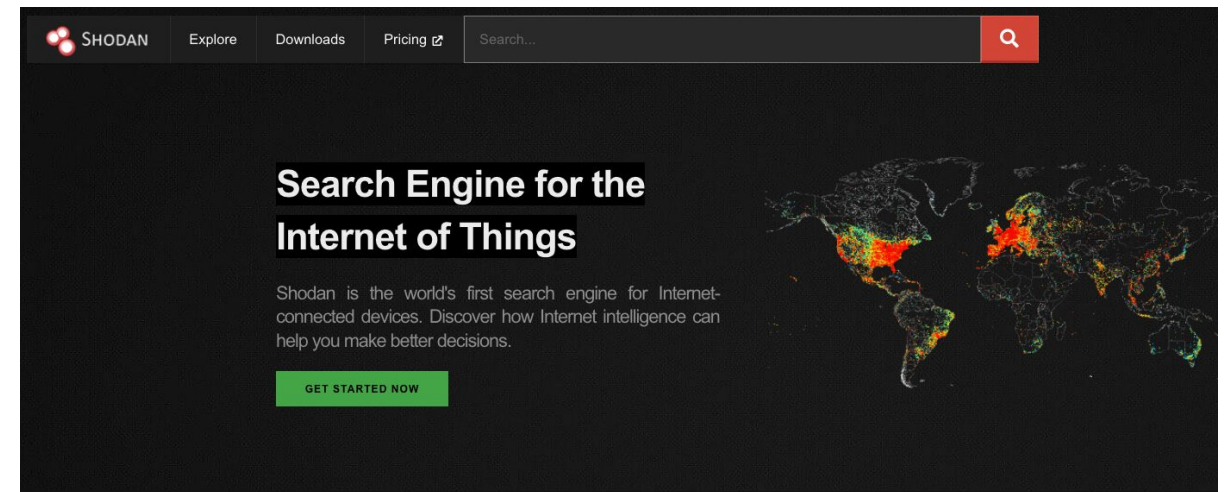 SHODAN Explore Downloads Pricing Search...
Search Engine for the
Internet of Things
Shodan is the world's first search engine for Internet-
connected devices. Discover how Internet intelligence can
help you make better decisions.
GET STARTED NOW